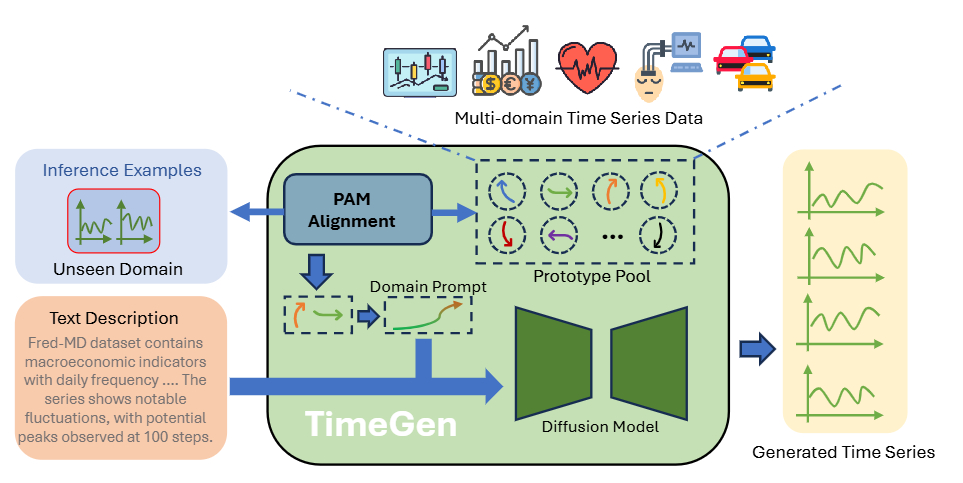 Multi-domain Time Series Data
Inference Examples
Unseen Domain
PAM
Alignment
...
Prototype Pool
Domain Prompt
Text Description
Fred-MD dataset contains
macroeconomic indicators
with daily frequency .... The
series shows notable
fluctuations, with potential
peaks observed at 100 steps.
TimeGen
Diffusion Model
Generated Time Series